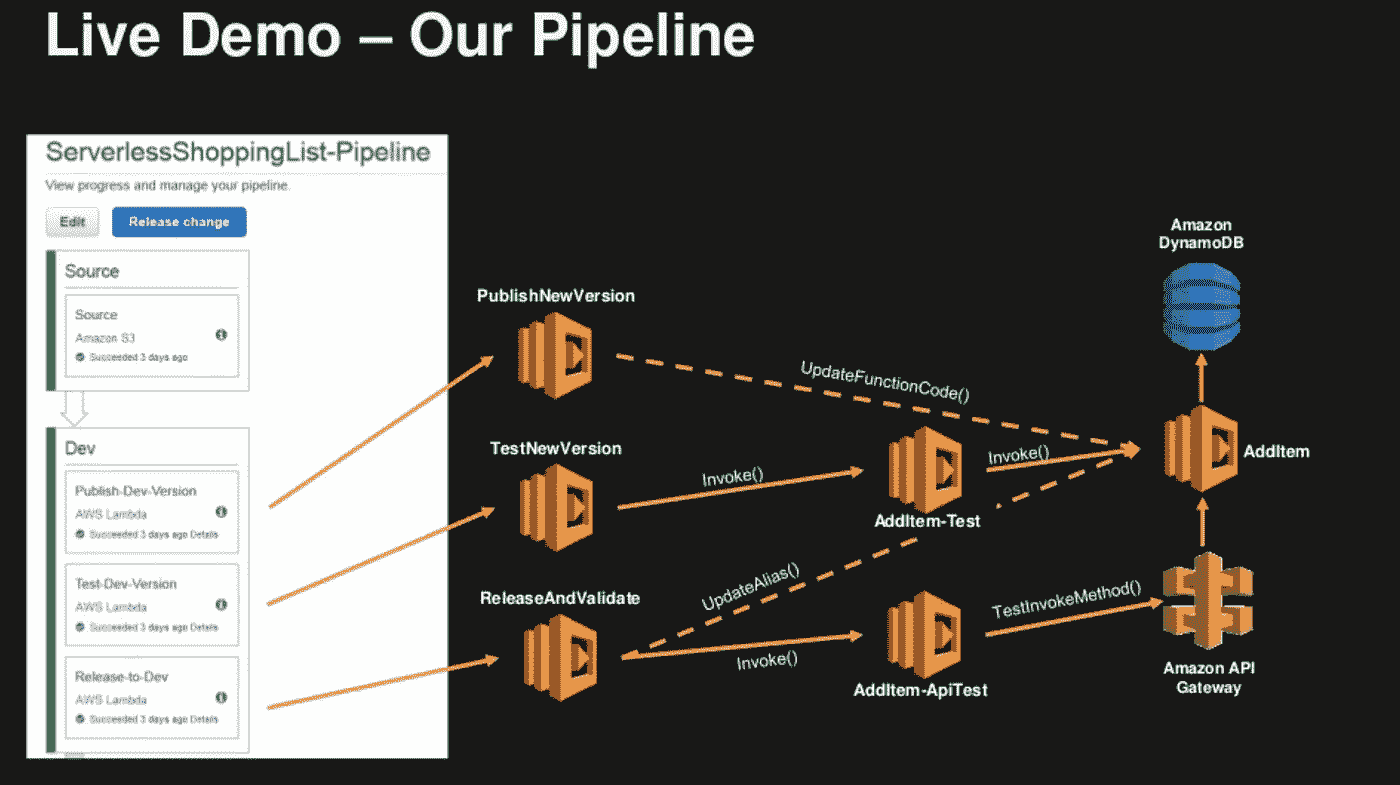 Live Demo – Our Pipeline
ServerlessShoppingList-Pipeline
View progress and manage your pipeline.
Edit
Release change
Source
Source
Amazon S3
Succeeded 3 days ago
Dev
Publish-Dev-Version
AWS Lambda
Succeeded 3 days ago Details
Test-Dev-Version
AWS Lambda
Succeeded 3 days ago Details
Release-to-Dev
AWS Lambda
Succeeded 3 days ago Details
PublishNewVersion
TestNewVersion
ReleaseAndValidate
UpdateFunctionCode()
Invoke()
UpdateAlias()
Invoke()
AddItem-Test
AddItem-ApiTest
Invoke()
TestInvokeMethod()
Amazon
DynamoDB
AddItem
Amazon API
Gateway